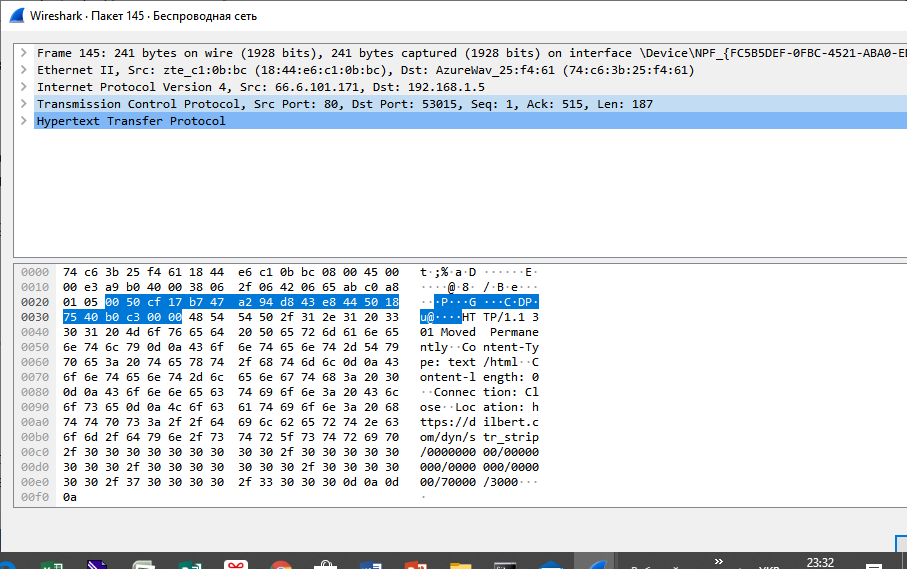 Wireshark · Пакет 145 · Беспроводная сеть
Frame 145: 241 bytes on wire (1928 bits), 241 bytes captured (1928 bits) on interface \Device\NPF_{FC5B5DEF-0FBC-4521-ABA0-
Ethernet II, Src: zte_c1:0b:bc (18:44:e6:c1:0b:bc), Dst: AzureWav_25:f4:61 (74:c6:3b:25:f4:61)
Internet Protocol Version 4, Src: 66.6.101.171, Dst: 192.168.1.5
Transmission Control Protocol, Src Port: 80, Dst Port: 53015, Seq: 1, Ack: 515, Len: 187
Hypertext Transfer Protocol
0000 74 c6 3b 25 f4 61 18 44 e6 c1 0b bc 08 00 45 00 t·;%·a·D ······E·
0010 00 e3 a9 b0 40 00 38 06 2f 06 42 06 65 ab c0 a8 ····@·8· /·B·e···
0020 01 05 00 50 cf 17 b7 47 a2 94 d8 43 e8 44 50 18 ···P···G ···C·DP·
0030 75 40 b0 c3 00 00 48 54 54 50 2f 31 2e 31 20 33 u@····HT TP/1.1 3
0040 30 31 20 4d 6f 76 65 64 20 50 65 72 6d 61 6e 65 01 Moved  Permane
0050 6e 74 6c 79 0d 0a 43 6f 6e 74 65 6e 74 2d 54 79 ntly··Co ntent-Ty
0060 70 65 3a 20 74 65 78 74 2f 68 74 6d 6c 0d 0a 43 pe: text /html··C
0070 6f 6e 74 65 6e 74 2d 6c 65 6e 67 74 68 3a 20 30 ontent-l ength: 0
0080 0d 0a 43 6f 6e 6e 65 63 74 69 6f 6e 3a 20 43 6c ··Connec tion: Cl
0090 6f 73 65 0d 0a 4c 6f 63 61 74 69 6f 6e 3a 20 68 ose··Loc ation: h
00a0 74 74 70 73 3a 2f 2f 64 69 6c 62 65 72 74 2e 63 ttps://d ilbert.c
00b0 6f 6d 2f 64 79 6e 2f 73 74 72 5f 73 74 72 69 70 om/dyn/s tr_strip
00c0 2f 30 30 30 30 30 30 30 30 30 2f 30 30 30 30 30 /0000000 00/00000
00d0 30 30 30 2f 30 30 30 30 30 30 30 2f 30 30 30 30 000/0000 000/0000
00e0 30 30 2f 37 30 30 30 30 2f 33 30 30 30 0d 0a 0d 00/70000 /3000···
00f0 0a ·
23:32